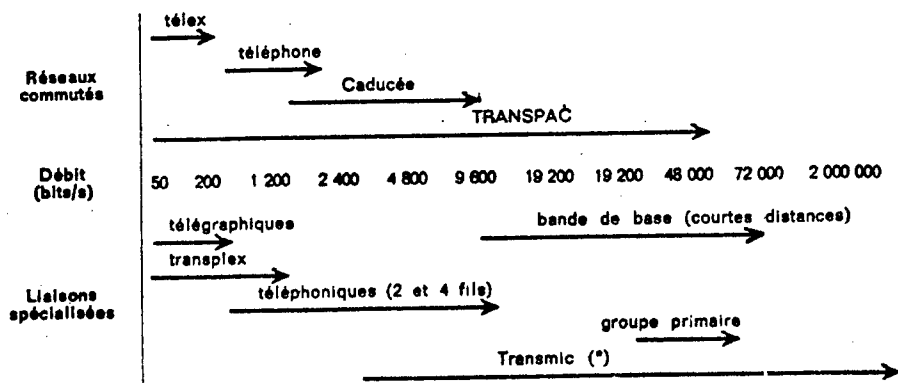 télex
téléphone
Réseaux
commutés
Caducée
TRANSPAC
Débit
(bits/s)
50 200 1 200 2 400 4 800 9 600 19 200 19 200 48 000 72 000 2 000 000
télégraphiques
bande de base (courtes distances)
transplex
Liaisons
spécialisées
téléphoniques (2 et 4 fils)
groupe primaire
Transmic (*)